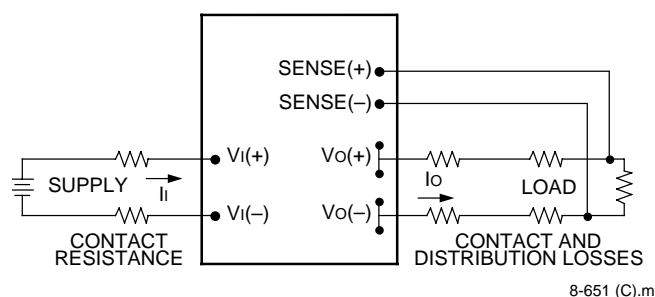 SENSE(+)
SENSE(–)
VI(+) VO(+)
SUPPLY II IO LOAD
VI(–) VO(–)
CONTACT RESISTANCE
CONTACT AND DISTRIBUTION LOSSES
8-651 (C).m